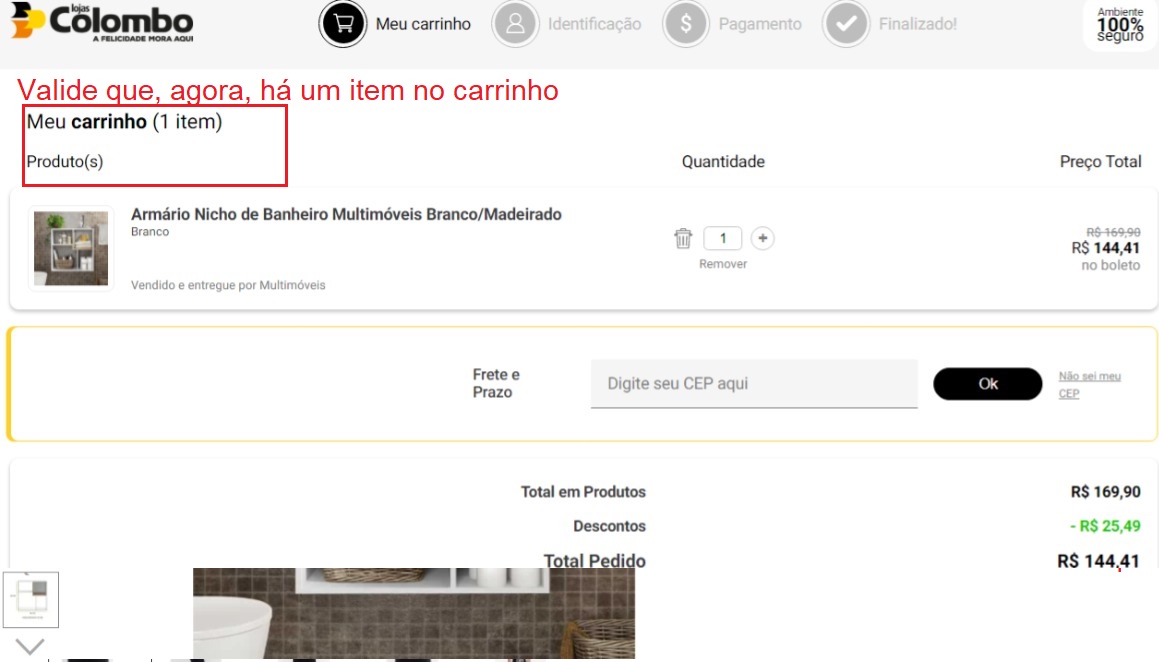 lojas
Colombo
A FELICIDADE MORA AQUI
Meu carrinho
Identificação
$
Pagamento
Finalizado!
Ambiente
100%
seguro
Valide que, agora, há um item no carrinho
Meu carrinho (1 item)
Produto(s)
Quantidade
Preço Total
Armário Nicho de Banheiro Multimóveis Branco/Madeirado
Branco
Vendido e entregue por Multimóveis
1
+
Remover
R$ 169,90
R$ 144,41
no boleto
Frete e
Prazo
Digite seu CEP aqui
Ok
Não sei meu
CEP
Total em Produtos
R$ 169,90
Descontos
- R$ 25,49
Total Pedido
R$ 144,41